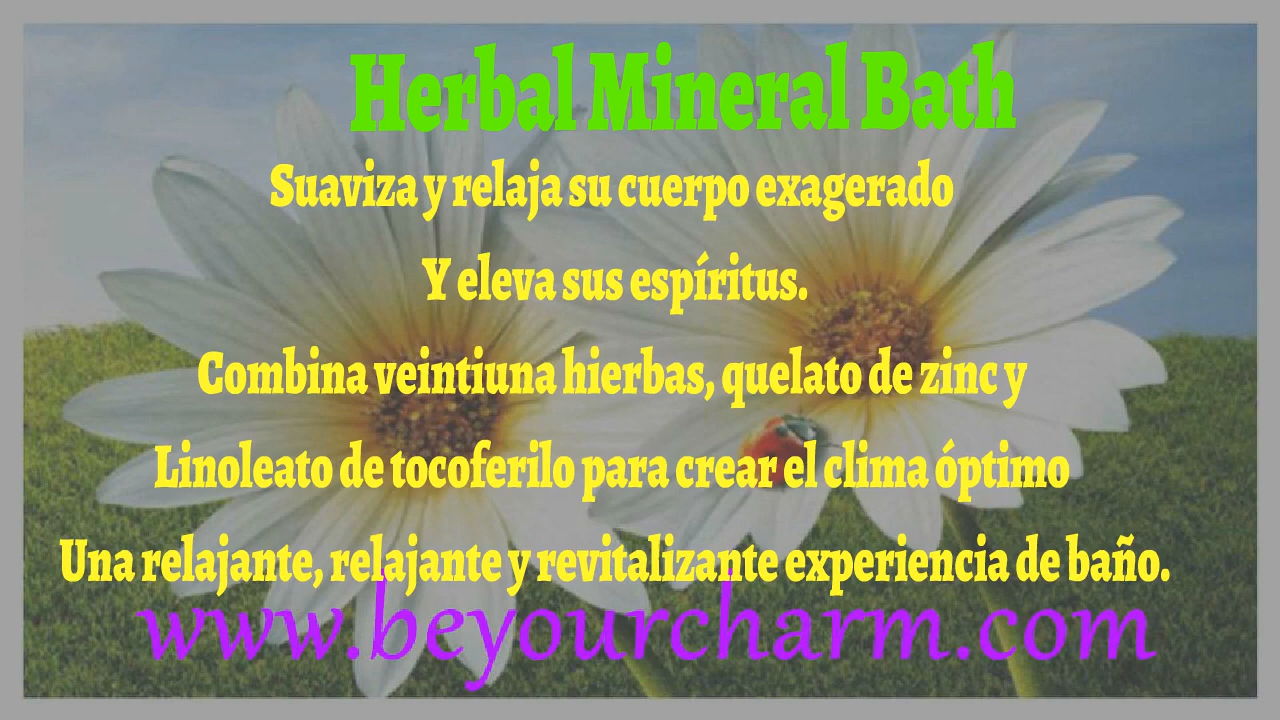 Herbal Mineral Bath
Suaviza y relaja su cuerpo exagerado
Y eleva sus espíritus.
Combina veintiuna hierbas, quelato de zinc y
Linoleato de tocoferilo para crear el clima óptimo
Una relajante, relajante y revitalizante experiencia de baño.
www.beyourcharm.com